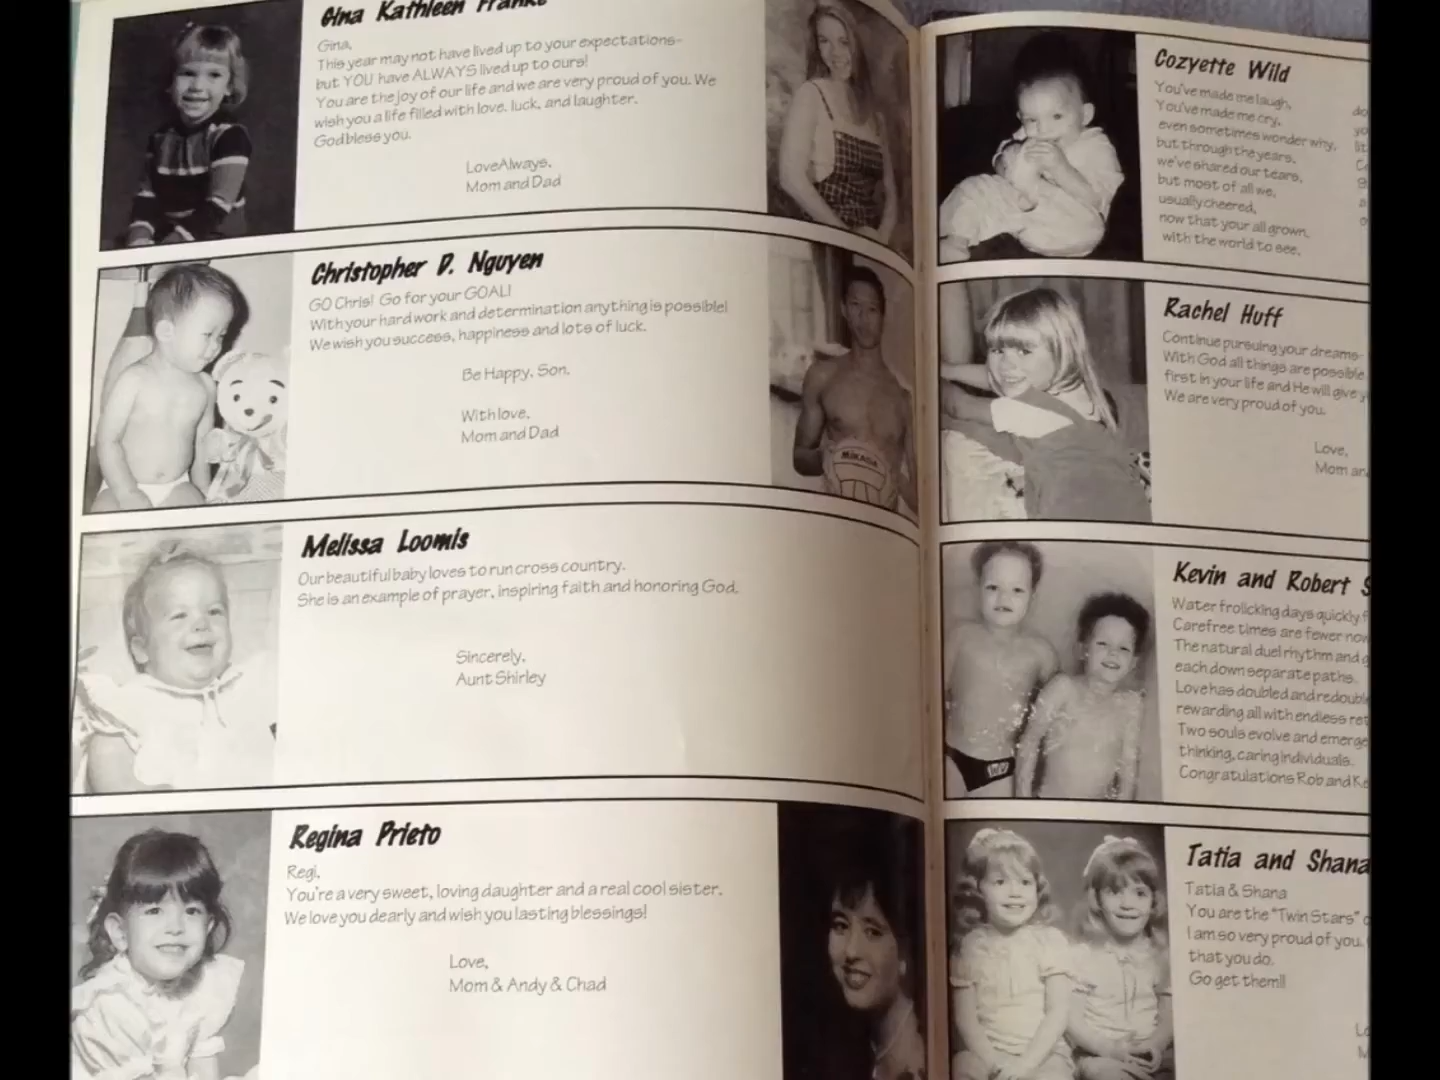 Gina Kathleen Franke
Gina,
This year may not have lived up to your expectations-
but YOU have ALWAYS lived up to ours!
You are the joy of our life and we are very proud of you. We
wish you a life filled with love, luck, and laughter.
God bless you.
Love Always,
Mom and Dad
Christopher D. Nguyen
GO Chris! Go for your GOAL!
With your hard work and determination anything is possible!
We wish you success, happiness and lots of luck.
Be Happy, Son.
With love,
Mom and Dad
MIKASA
Melissa Loomis
Our beautiful baby loves to run cross country.
She is an example of prayer, inspiring faith and honoring God.
Sincerely,
Aunt Shirley
Regina Prieto
Regi,
You're a very sweet, loving daughter and a real cool sister.
We love you dearly and wish you lasting blessings!
Love,
Mom & Andy & Chad
Cozyette Wild
You've made me laugh,
You've made me cry,
even sometimes wonder why,
but through the years,
we've shared our tears,
but most of all we,
usually cheered,
now that your all grown,
with the world to see,
Rachel Huff
Continue pursuing your dreams-
With God all things are possible
first in your life and He will give
We are very proud of you.
Love,
Mom
Kevin and Robert
Water frolicking days quickly
Carefree times are fewer now
The natural duel rhythm and
each down separate paths.
Love has doubled and
rewarding all with endless
Two souls evolve and emerge
thinking, caring individuals.
Congratulations Rob and
Tatia and Shana
Tatia & Shana
You are the "Twin Stars"
I am so very proud of you.
that you do.
Go get them!!